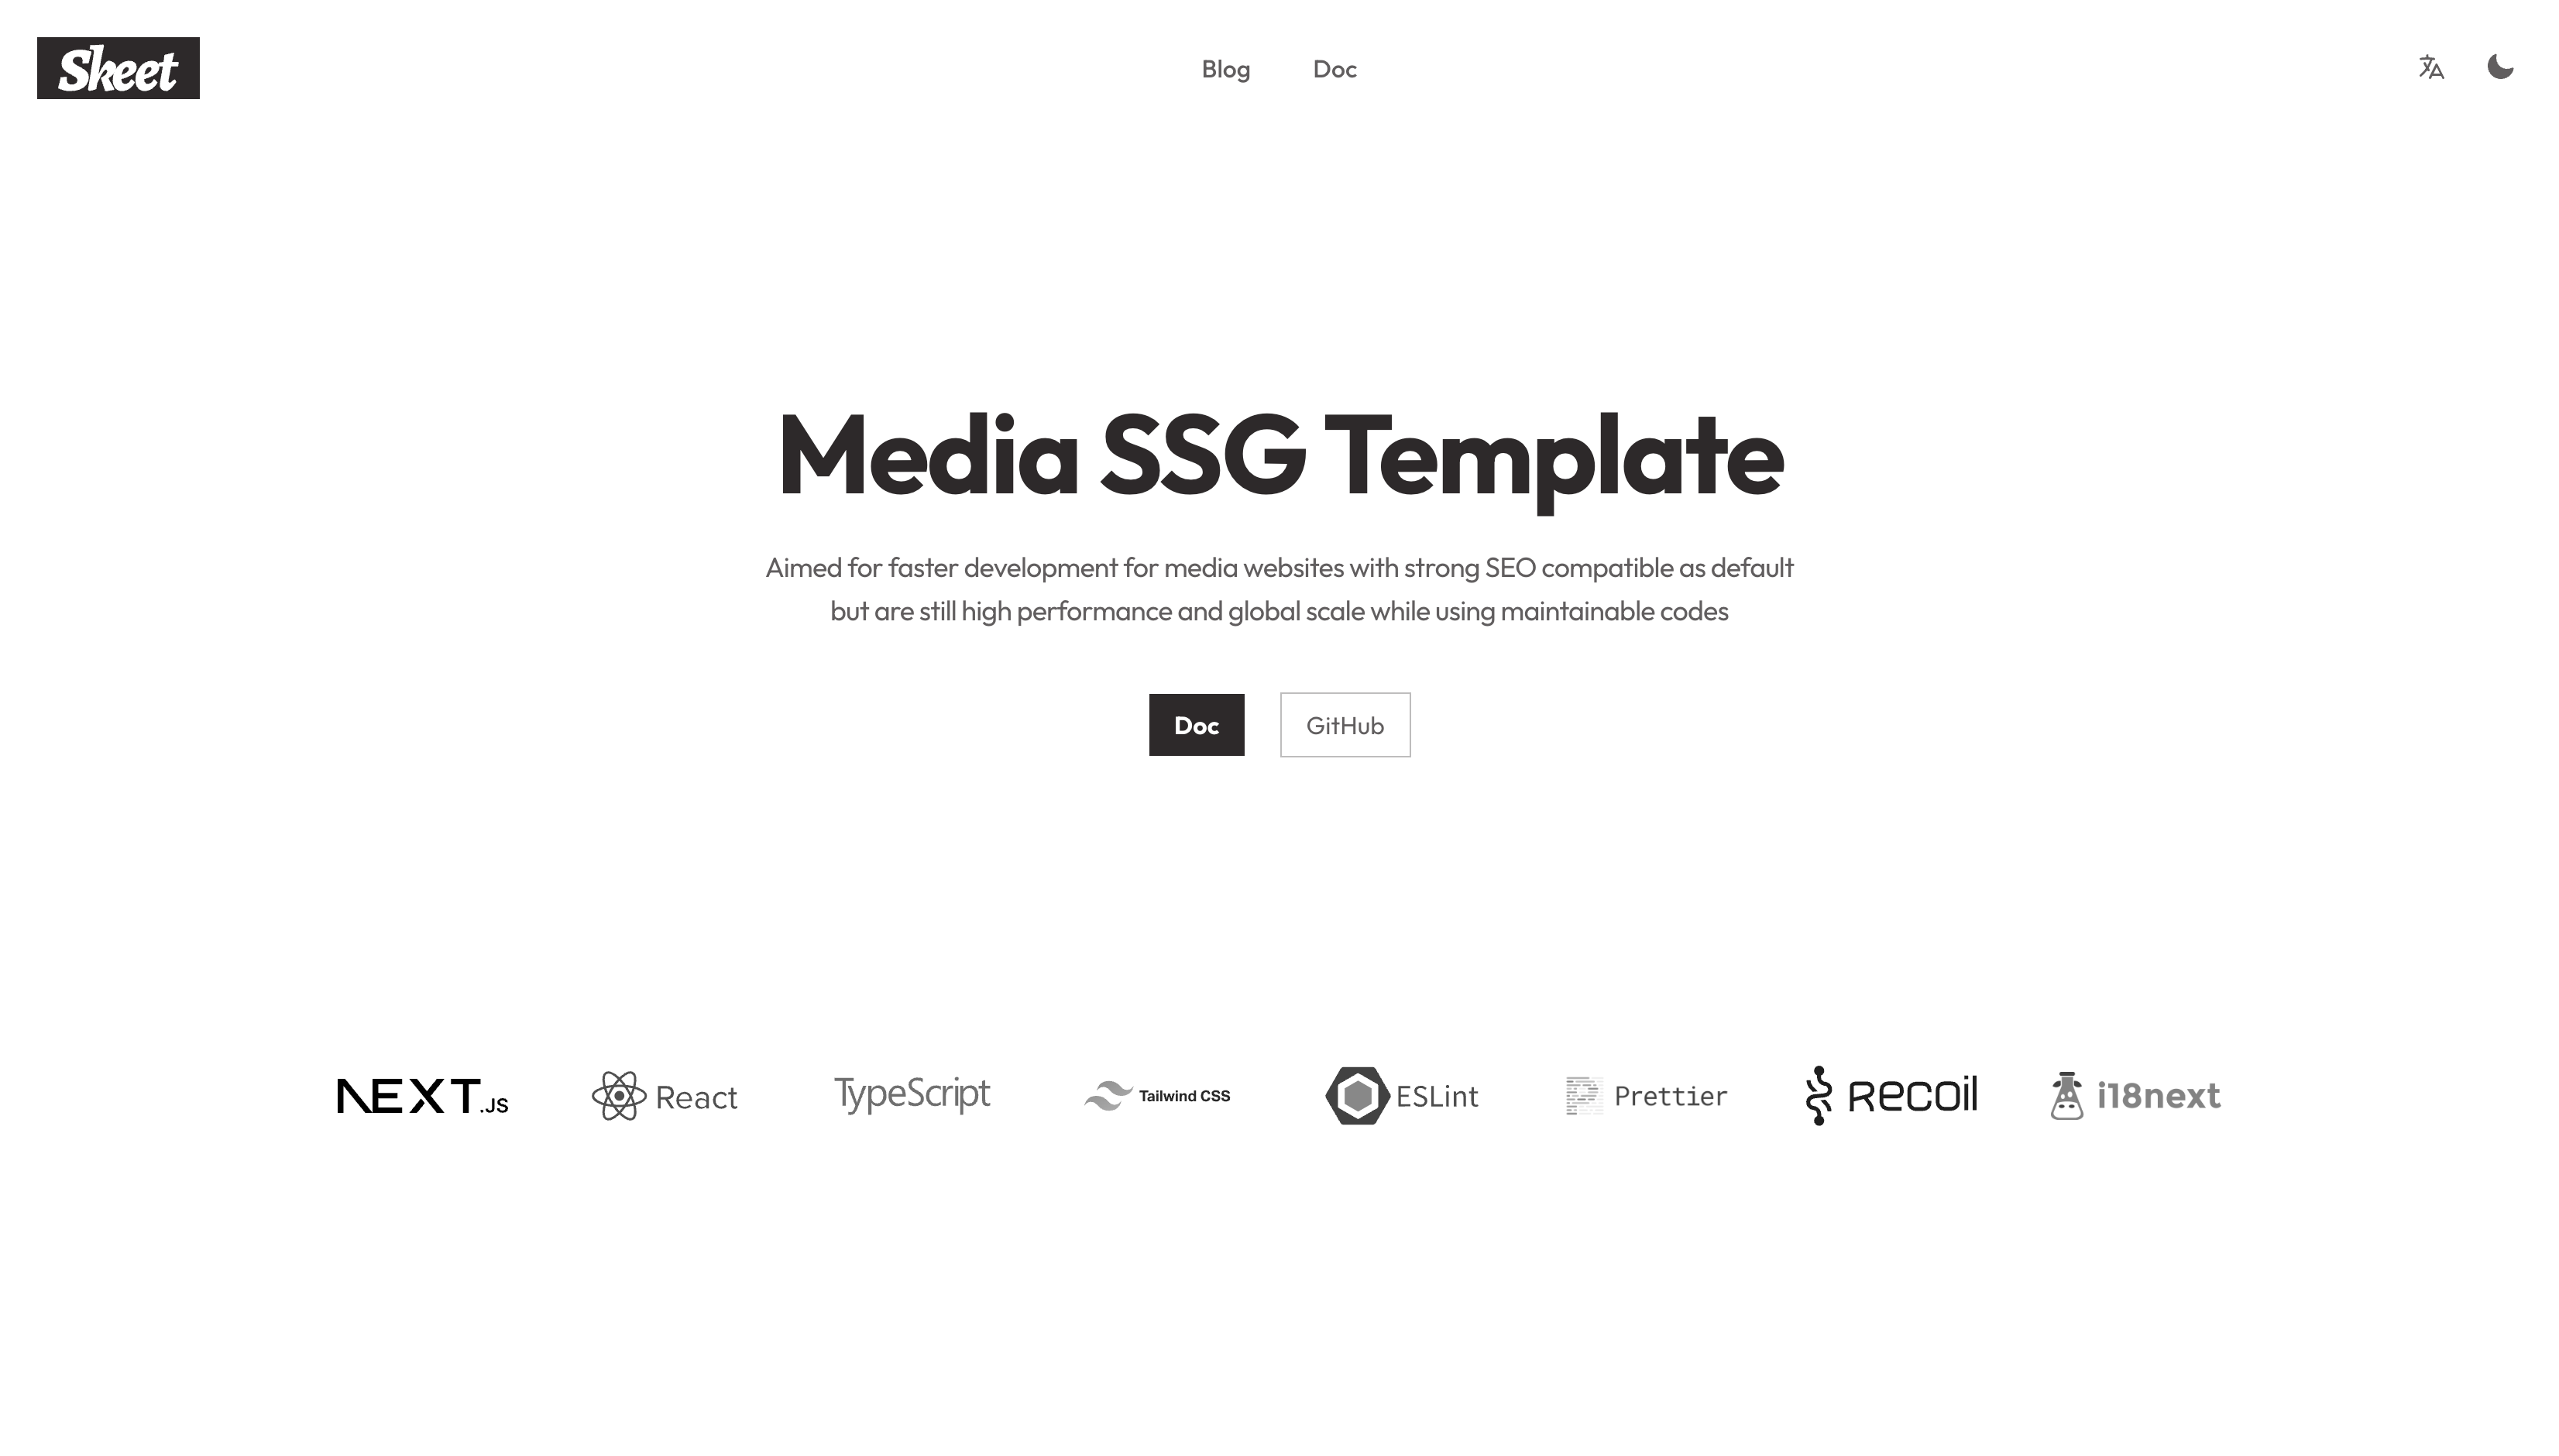 Skeet
Blog
Doc
Media SSG Template
Aimed for faster development for media websites with strong SEO compatible as default
but are still high performance and global scale while using maintainable codes
Doc
GitHub
NEXT.JS
React
TypeScript
Tailwind CSS
ESLint
Prettier
Recoil
i18next